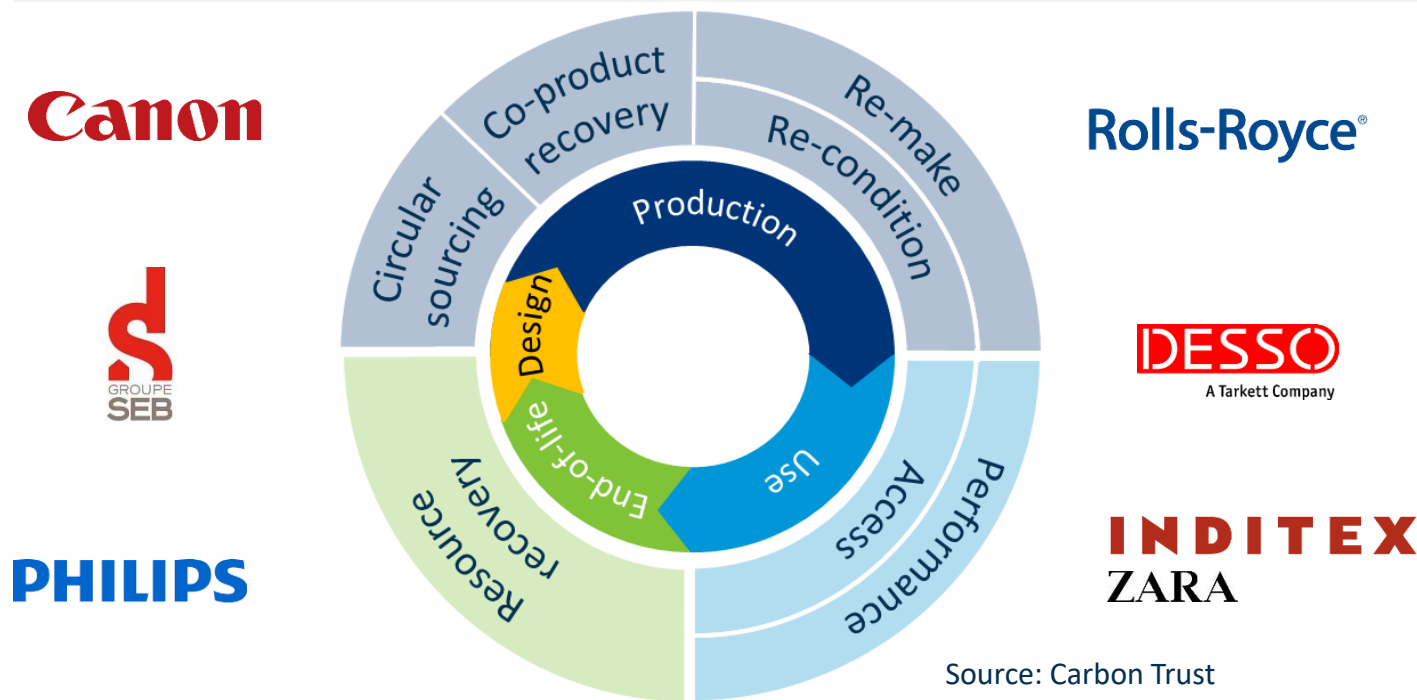 Canon
GROUPE
SEB
PHILIPS
Circular
sourcing
Co-product
recovery
Re-make
Re-condition
Production
Design
Use
End-of-life
Resource
recovery
Access
Performance
Rolls-Royce®
DESSO
A Tarkett Company
INDITEX
ZARA
Source: Carbon Trust